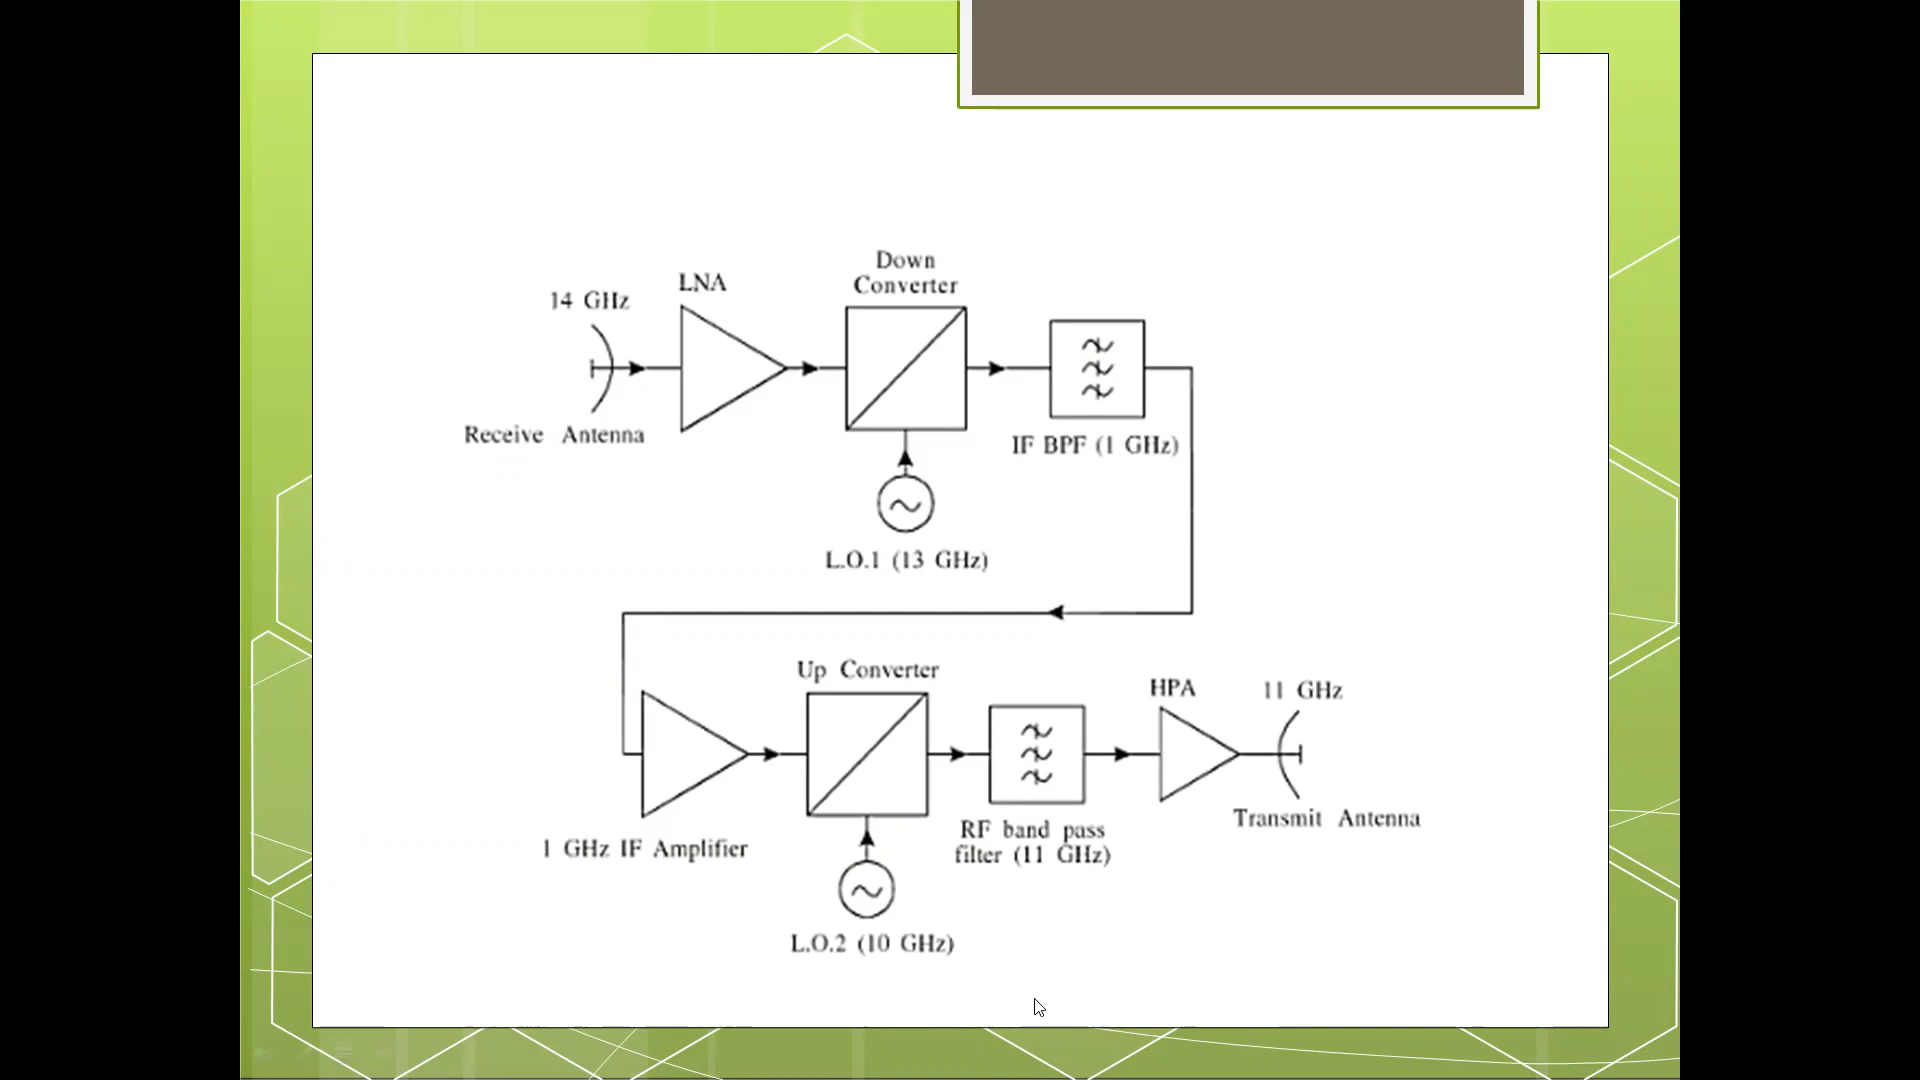 Down
Converter
LNA
14 GHz
Receive Antenna
IF BPF (1 GHz)
L.O.1 (13 GHz)
Up Converter
HPA
11 GHz
Transmit Antenna
RF band pass
filter (11 GHz)
1 GHz IF Amplifier
L.O.2 (10 GHz)